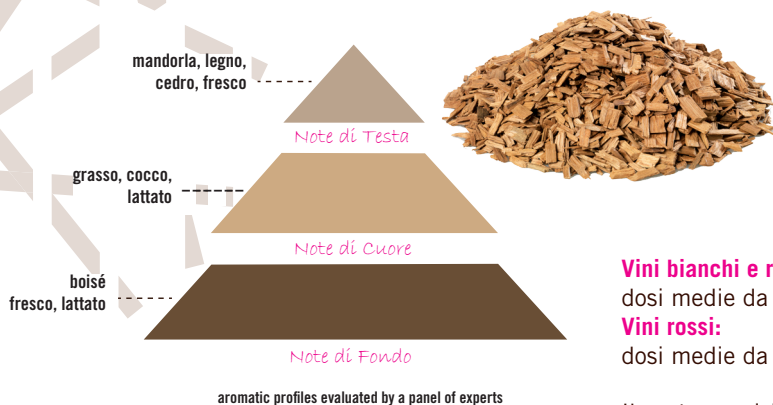 mandorla, legno,
cedro, fresco
Note di Testa
grasso, cocco,
lattato
Note di Cuore
boisé
fresco, lattato
Note di Fondo
aromatic profiles evaluated by a panel of experts
Vini bianchi e
dosi medie da
Vini rossi:
dosi medie da